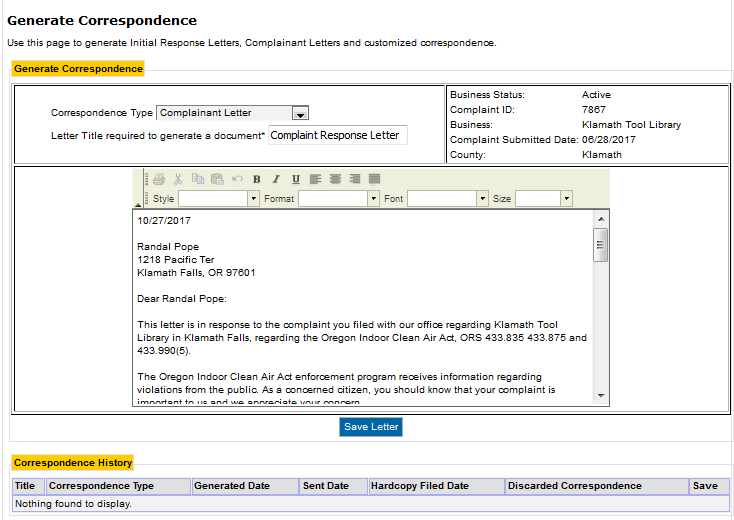 Generate Correspondence
Use this page to generate Initial Response Letters, Complainant Letters and customized correspondence.
Generate Correspondence
Correspondence Type Complainant Letter
Letter Title required to generate a document* Complaint Response Letter
Business Status: Active
Complaint ID: 7867
Business: Klamath Tool Library
Complaint Submitted Date: 06/28/2017
County: Klamath
B I U
Style Format Font Size
10/27/2017
Randal Pope
1218 Pacific Ter
Klamath Falls, OR 97601
Dear Randal Pope:
This letter is in response to the complaint you filed with our office regarding Klamath Tool
Library in Klamath Falls, regarding the Oregon Indoor Clean Air Act, ORS 433.835 433.875 and
433.990(5).
The Oregon Indoor Clean Air Act enforcement program receives information regarding
violations from the public. As a concerned citizen, you should know that your complaint is
important to us and we appreciate your concern
Save Letter
Correspondence History
Title Correspondence Type Generated Date Sent Date Hardcopy Filed Date Discarded Correspondence Save
Nothing found to display.